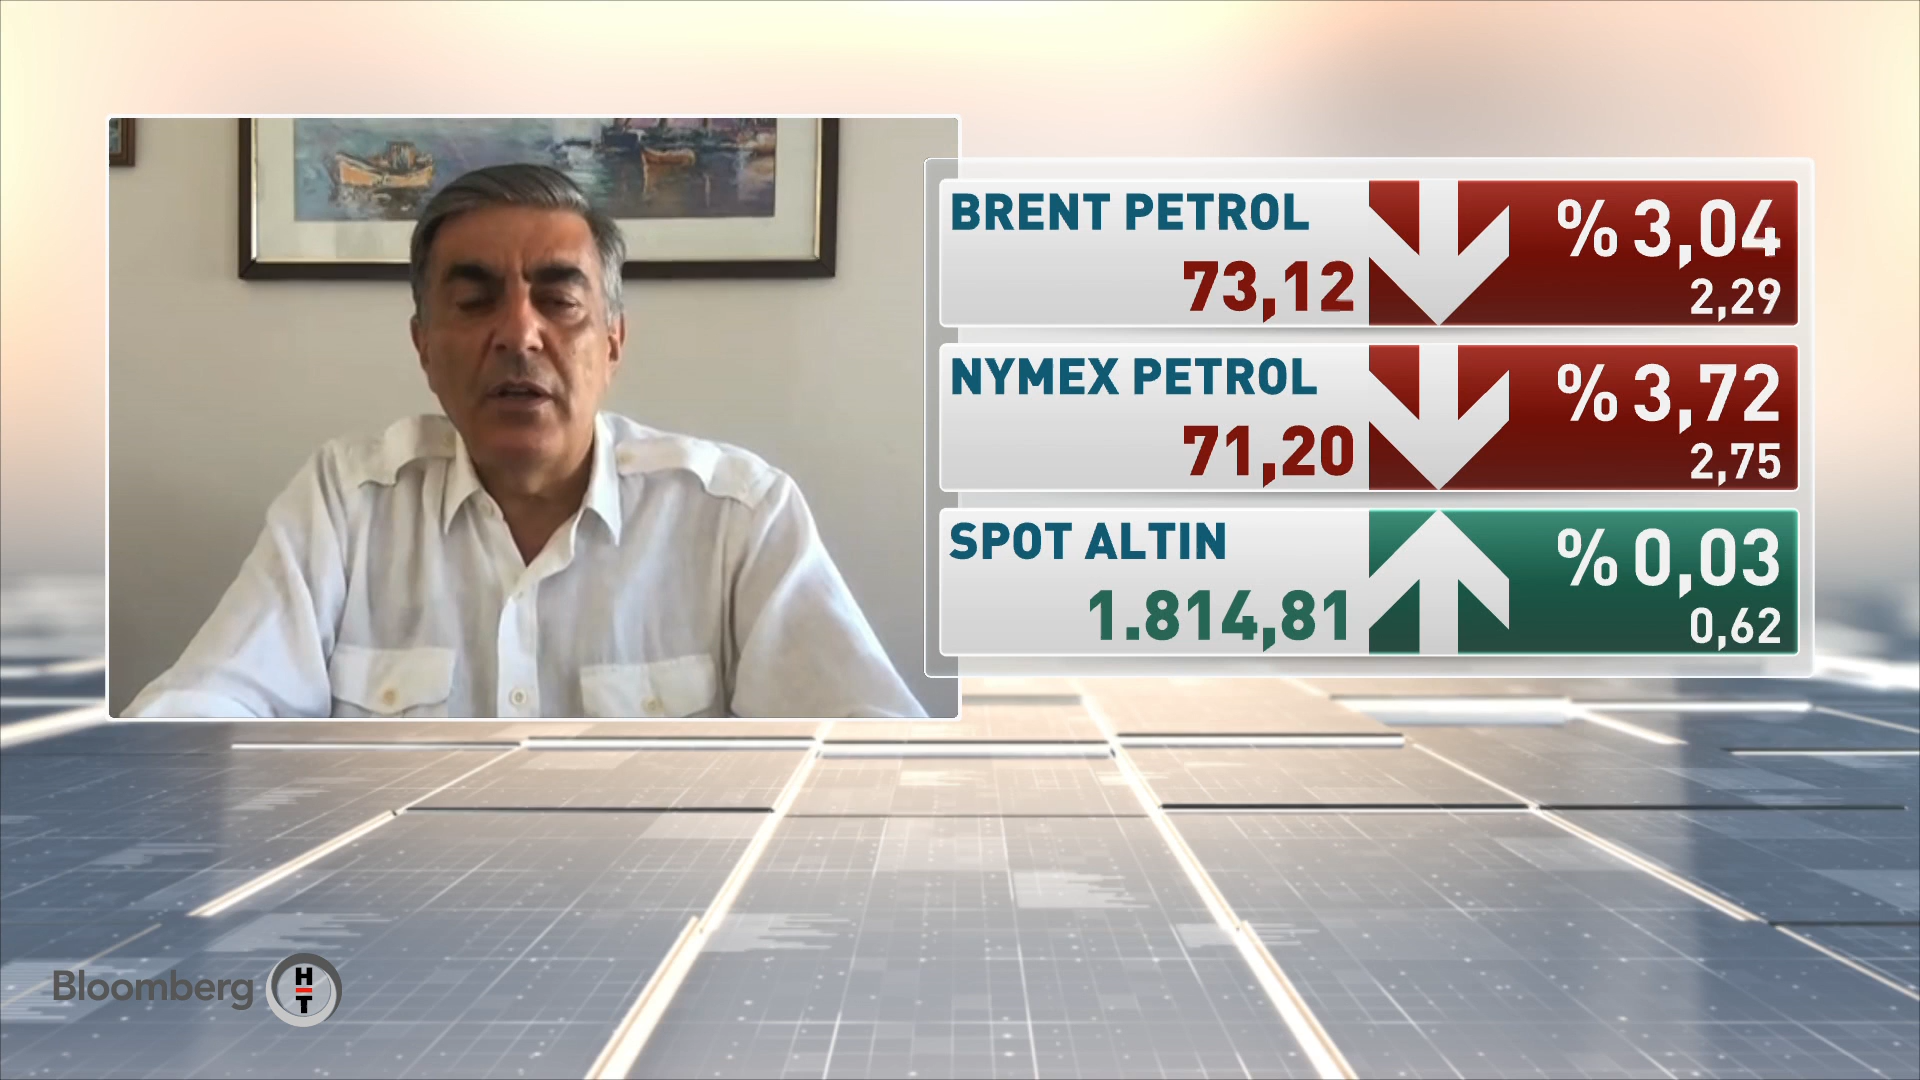 BRENT PETROL
73,12
% 3,04
2,29
NYMEX PETROL
71,20
% 3,72
2,75
SPOT ALTIN
1.814,81
% 0,03
0,62
Bloomberg HT